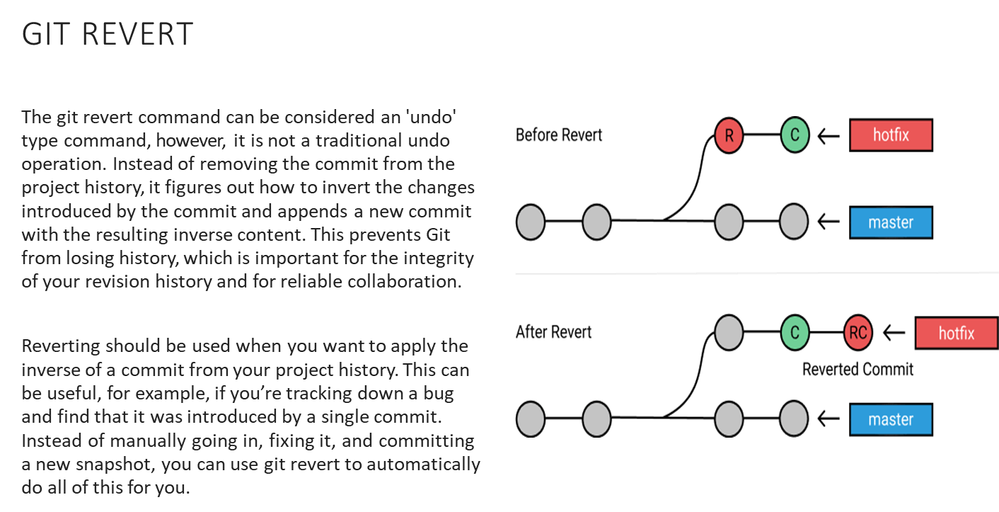 GIT REVERT
The git revert command can be considered an 'undo'
type command, however, it is not a traditional undo
operation. Instead of removing the commit from the
project history, it figures out how to invert the changes
introduced by the commit and appends a new commit
with the resulting inverse content. This prevents Git
from losing history, which is important for the integrity
of your revision history and for reliable collaboration.
Reverting should be used when you want to apply the
inverse of a commit from your project history. This can
be useful, for example, if you’re tracking down a bug
and find that it was introduced by a single commit.
Instead of manually going in, fixing it, and committing
a new snapshot, you can use git revert to automatically
do all of this for you.
Before Revert
R
C
hotfix
master
After Revert
C
RC
hotfix
Reverted Commit
master